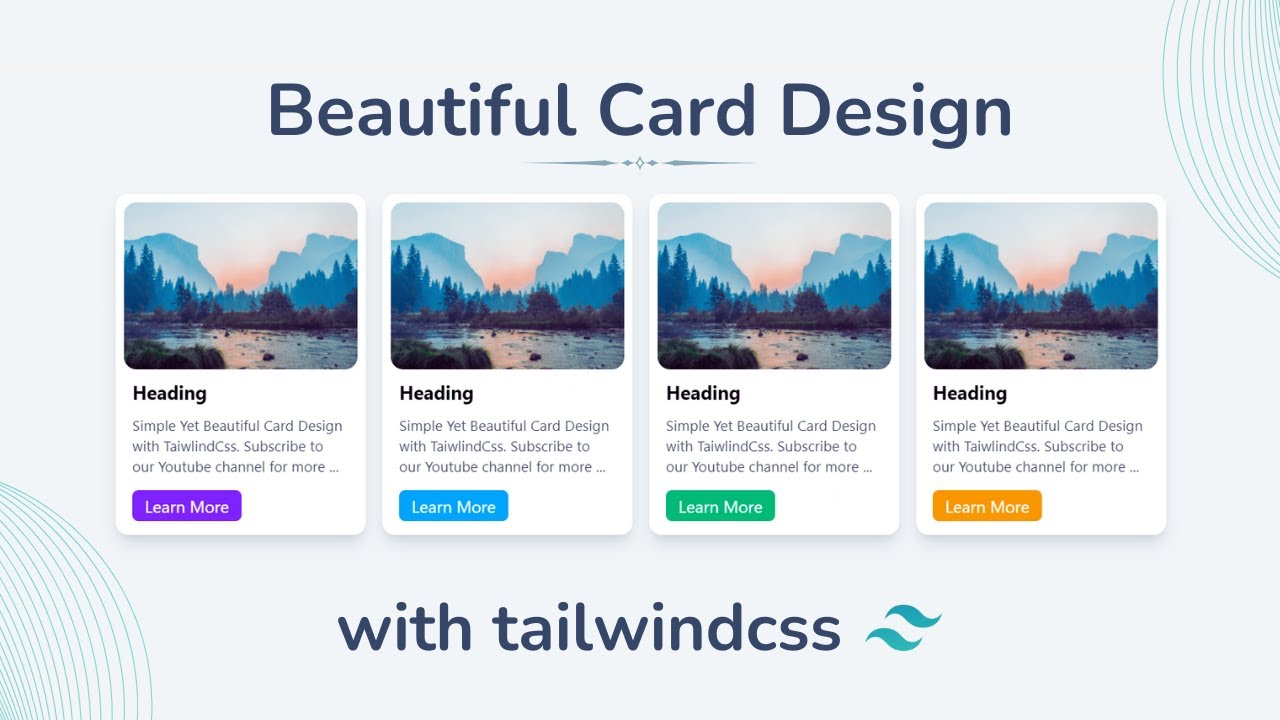 Beautiful Card Design
Heading
Simple Yet Beautiful Card Design
with TaiwlindCss. Subscribe to
our Youtube channel for more ...
Learn More
Heading
Simple Yet Beautiful Card Design
with TaiwlindCss. Subscribe to
our Youtube channel for more ...
Learn More
Heading
Simple Yet Beautiful Card Design
with TaiwlindCss. Subscribe to
our Youtube channel for more ...
Learn More
Heading
Simple Yet Beautiful Card Design
with TaiwlindCss. Subscribe to
our Youtube channel for more ...
Learn More
with tailwindcss